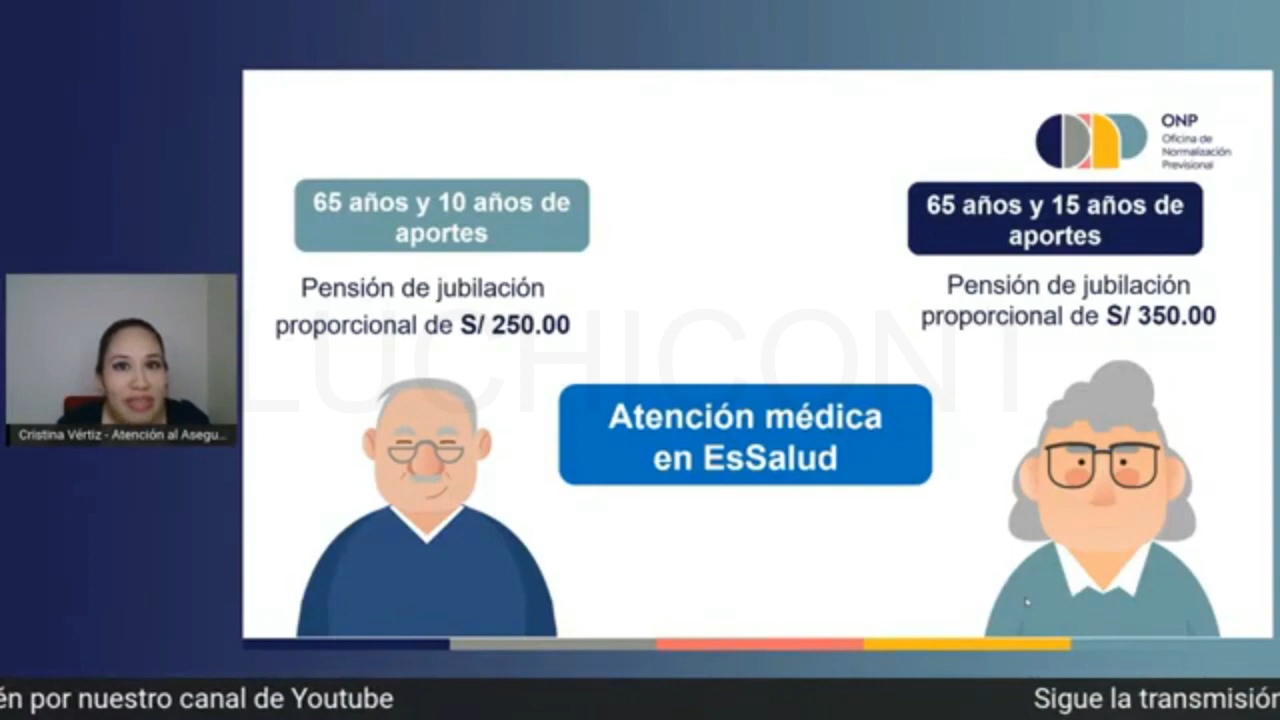 ONP
Oficina de
Normalización
Previsional
65 años y 10 años de
aportes
Pensión de jubilación
proporcional de S/ 250.00
65 años y 15 años de
aportes
Pensión de jubilación
proporcional de S/ 350.00
LUCHICONT
Atención médica
en EsSalud
Cristina Vértiz - Atención al Asegu...
én por nuestro canal de Youtube
Sigue la transmisión